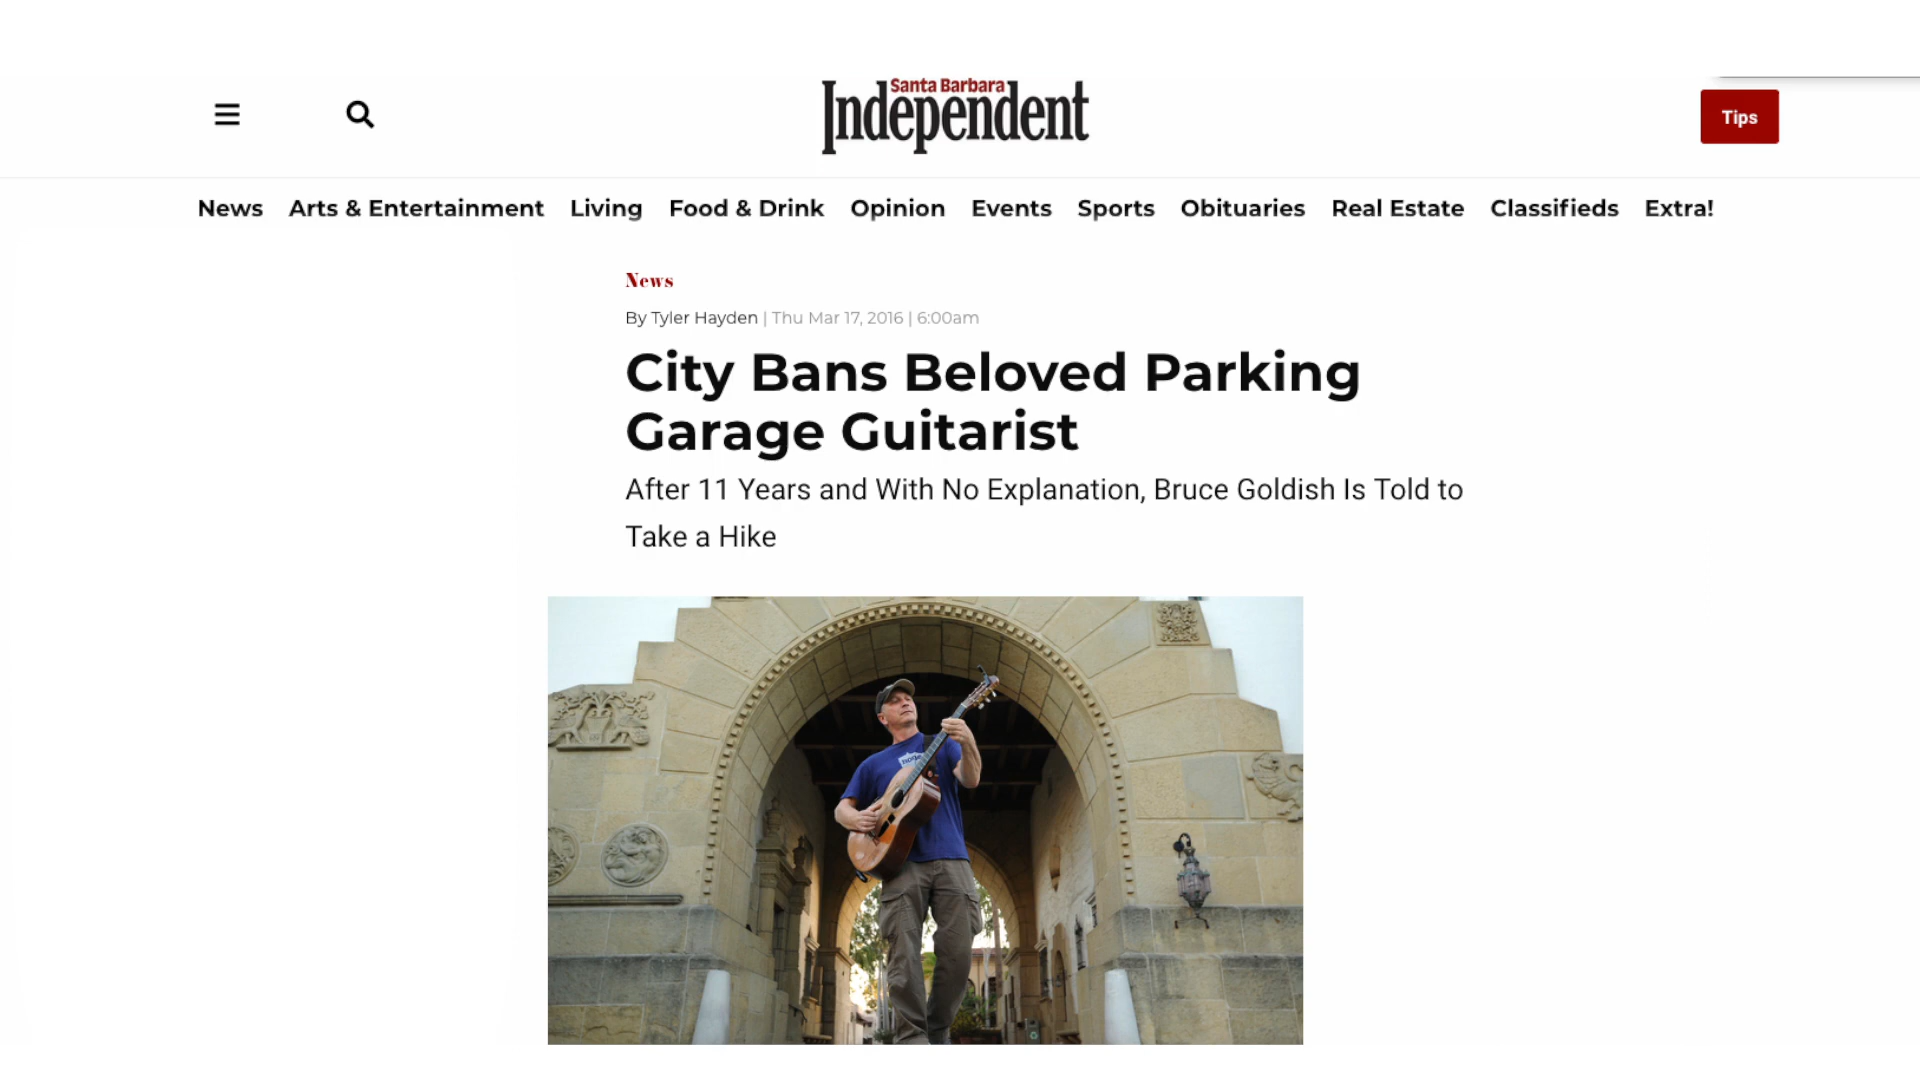 Santa Barbara
Independent
Tips
News Arts & Entertainment Living Food & Drink Opinion Events Sports Obituaries Real Estate Classifieds Extra!
News
By Tyler Hayden | Thu Mar 17, 2016 | 6:00am
City Bans Beloved Parking
Garage Guitarist
After 11 Years and With No Explanation, Bruce Goldish Is Told to
Take a Hike